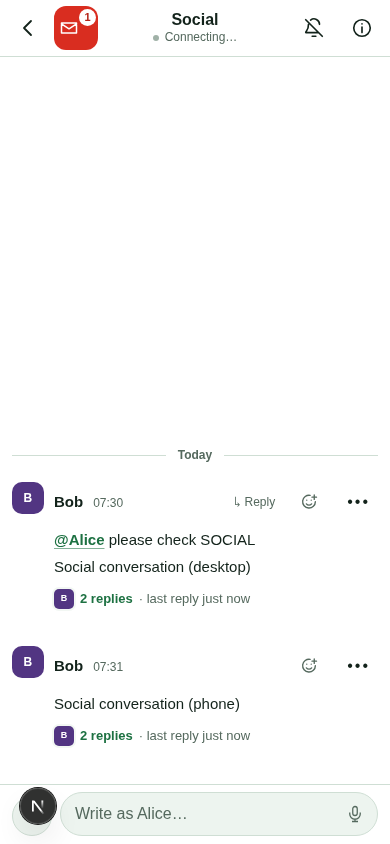 1
Social
Connecting…
Today
B
Bob 07:30 ↳ Reply
@Alice please check SOCIAL
Social conversation (desktop)
B 2 replies · last reply just now
B
Bob 07:31
Social conversation (phone)
B 2 replies · last reply just now
N
Write as Alice…